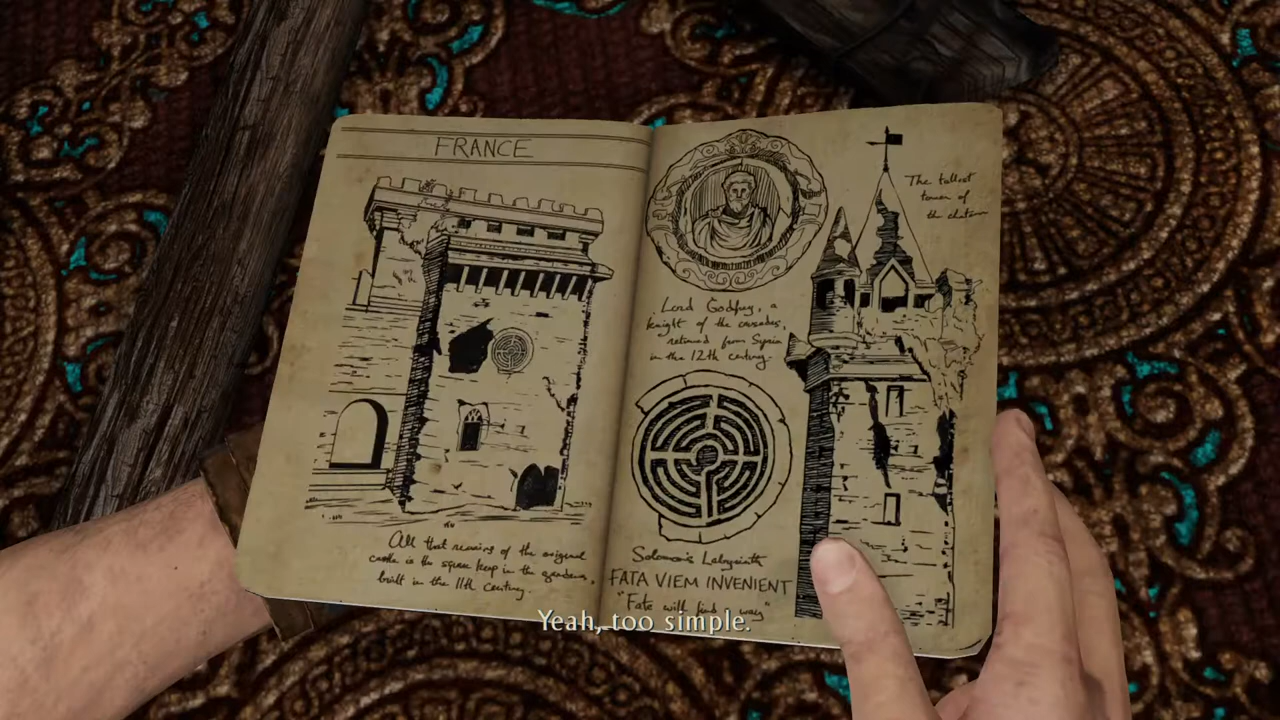 FRANCE
All that remains of the original
castle is the square keep in the gardens,
built in the 11th century.
Lord Godfrey, a
knight of the crusades,
returned from Syria
in the 12th century.
Solomon's Labyrinth
FATA VIEM INVENIENT
"Fate will find a way"
The tallest
tower of
the chateau
Yeah, too simple.